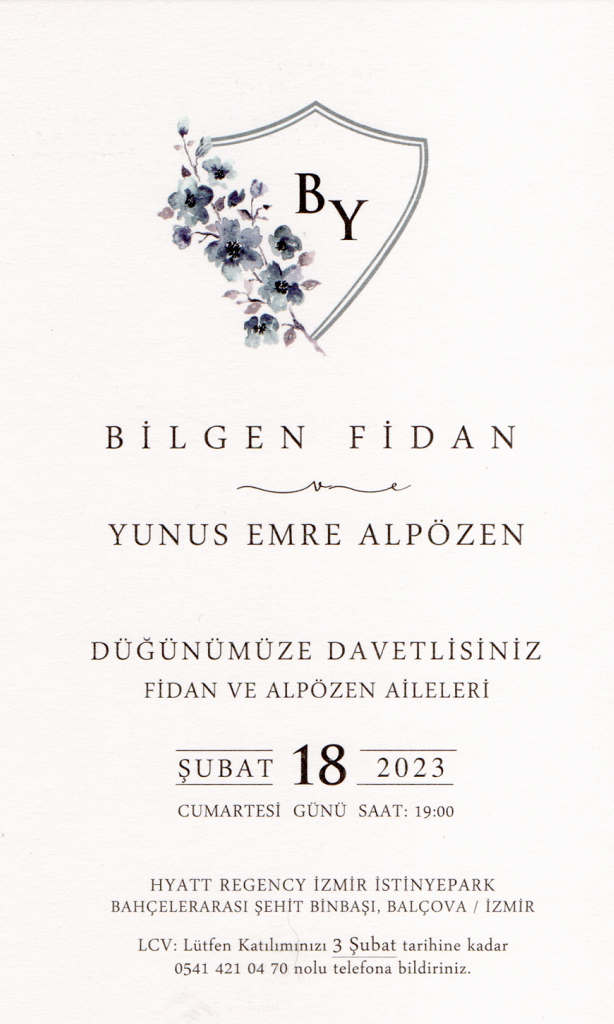 B Y
BİLGEN FİDAN
ve
YUNUS EMRE ALPÖZEN
DÜĞÜNÜMÜZE DAVETLİSİNİZ
FİDAN VE ALPÖZEN AİLELERİ
ŞUBAT 18 2023
CUMARTESİ GÜNÜ SAAT: 19:00
HYATT REGENCY İZMİR İSTİNYEPARK
BAHÇELERARASI ŞEHİT BİNBAŞI, BALÇOVA / İZMİR
LCV: Lütfen Katılımınızı 3 Şubat tarihine kadar
0541 421 04 70 nolu telefona bildiriniz.